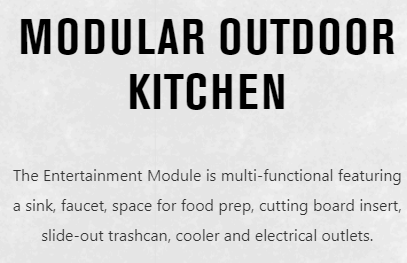 MODULAR OUTDOOR
KITCHEN
The Entertainment Module is multi-functional featuring
a sink, faucet, space for food prep, cutting board insert,
slide-out trashcan, cooler and electrical outlets.